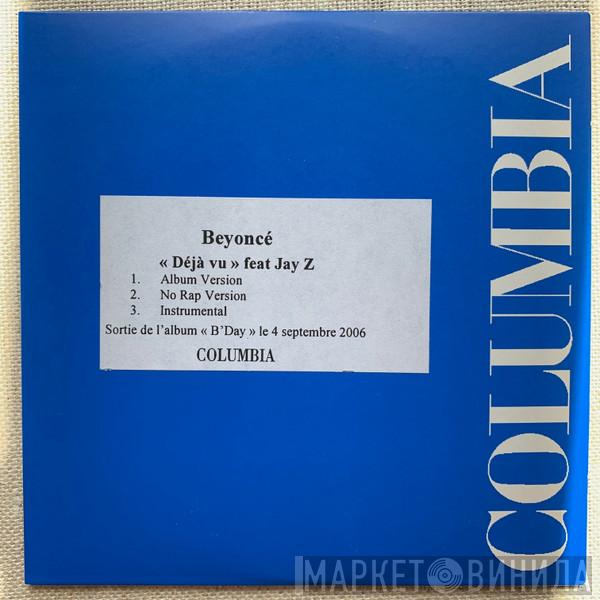 Beyoncé
« Déjà vu » feat Jay Z
1. Album Version
2. No Rap Version
3. Instrumental
Sortie de l'album « B'Day » le 4 septembre 2006
COLUMBIA
COLUMBIA
МАРКЕТ ВИНИЛА